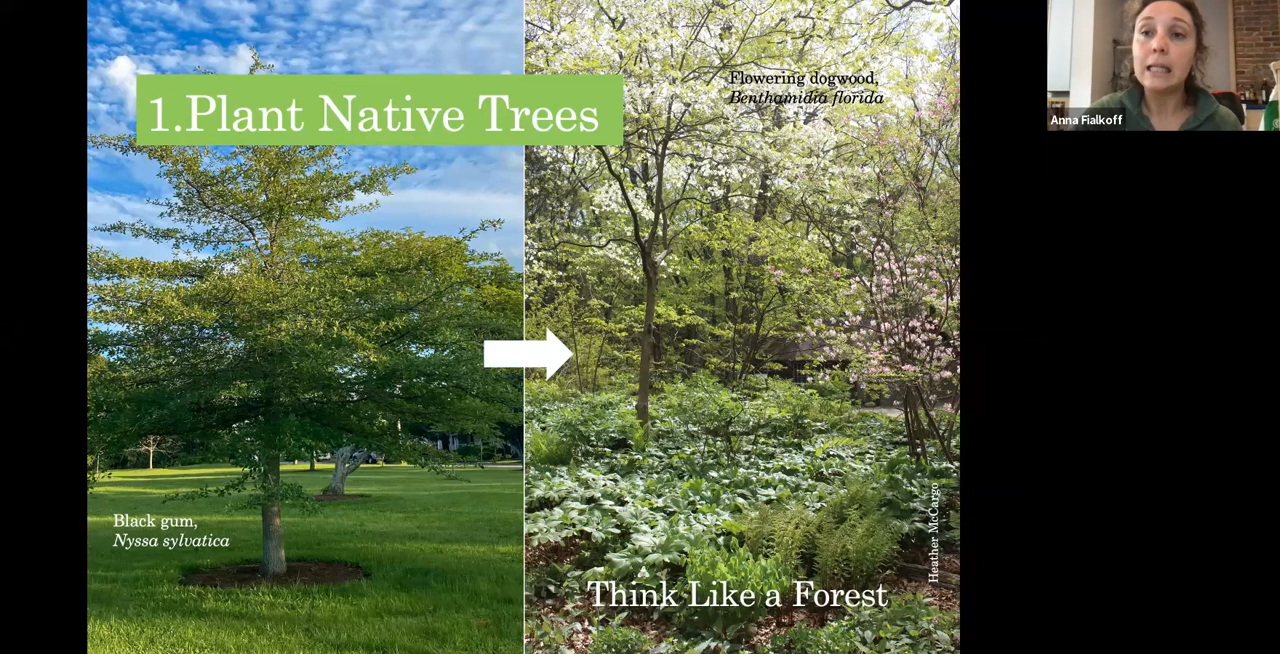 1.Plant Native Trees
Flowering dogwood,
Benthamidia florida
Anna Fialkoff
Black gum,
Nyssa sylvatica
Heather McCargo
Think Like a Forest